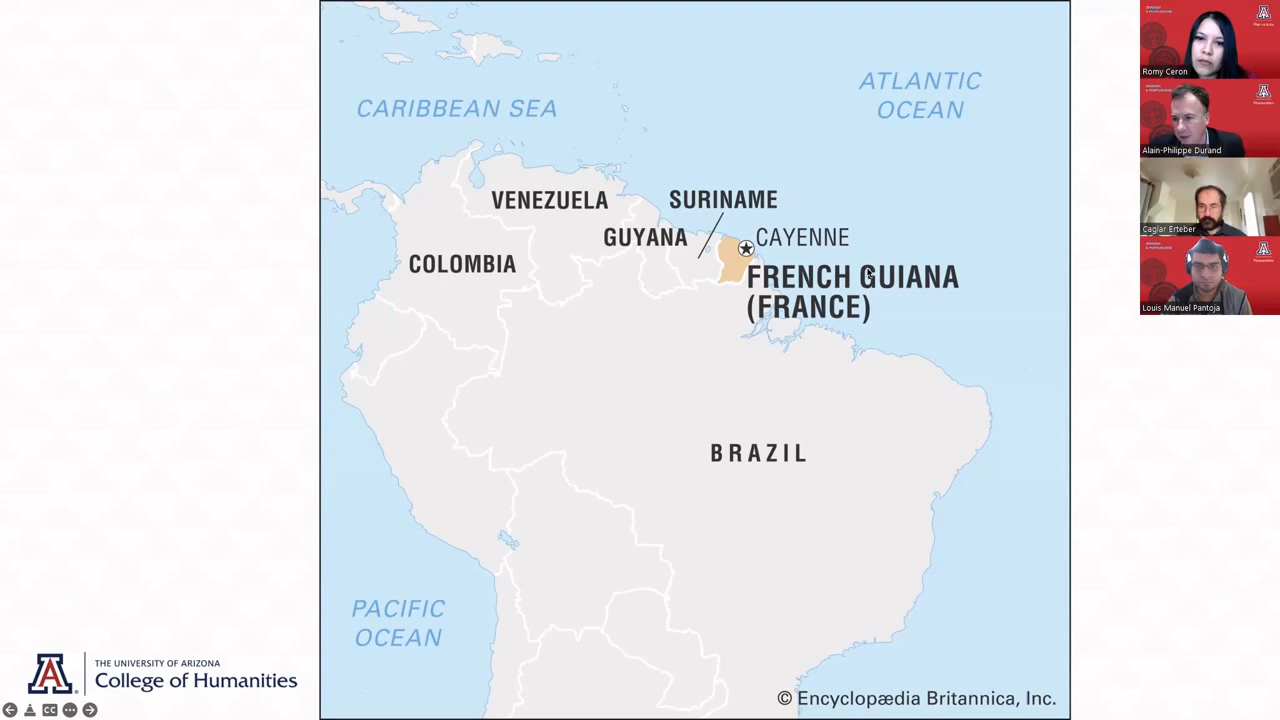 CARIBBEAN SEA
ATLANTIC
OCEAN
VENEZUELA
SURINAME
GUYANA
CAYENNE
COLOMBIA
FRENCH GUIANA
(FRANCE)
BRAZIL
PACIFIC
OCEAN
© Encyclopædia Britannica, Inc.
THE UNIVERSITY OF ARIZONA
College of Humanities
CC
Romy Ceron
Alain-Philippe Durand
Caglar Erteber
Louis Manuel Pantoja